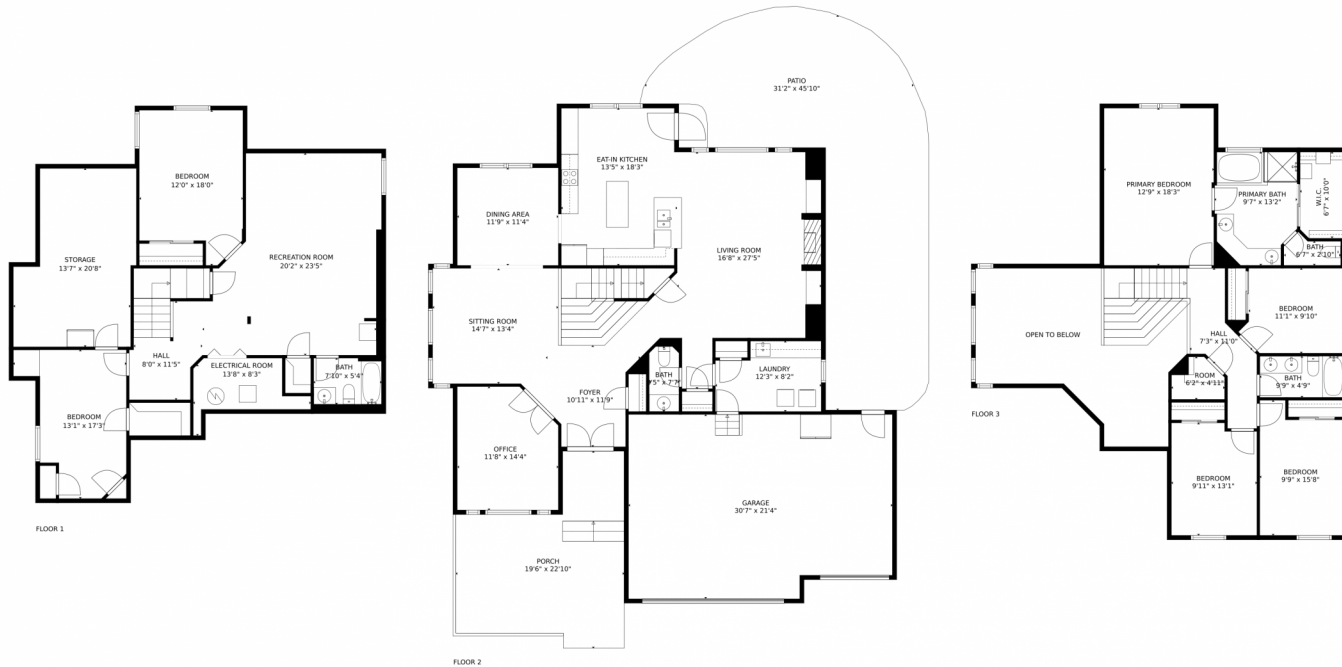 BEDROOM
12'0" x 18'0"
STORAGE
13'7" x 20'8"
RECREATION ROOM
20'2" x 23'5"
HALL
8'0" x 11'5"
ELECTRICAL ROOM
13'8" x 8'3"
BATH
7'10" x 5'4"
BEDROOM
13'1" x 17'3"
FLOOR 1
PATIO
31'2" x 45'10"
EAT-IN KITCHEN
13'5" x 18'3"
DINING AREA
11'9" x 11'4"
LIVING ROOM
16'8" x 27'5"
SITTING ROOM
14'7" x 13'4"
BATH
5" x 7'7"
LAUNDRY
12'3" x 8'2"
FOYER
10'11" x 11'9"
OFFICE
11'8" x 14'4"
GARAGE
30'7" x 21'4"
PORCH
19'6" x 22'10"
FLOOR 2
PRIMARY BEDROOM
12'9" x 18'3"
PRIMARY BATH
9'7" x 13'2"
W.I.C.
6'7" x 10'0"
BATH
6'7" x 2'10"
BEDROOM
11'1" x 9'10"
OPEN TO BELOW
HALL
7'3" x 11'0"
ROOM
6'2" x 4'11"
BATH
9'9" x 4'9"
BEDROOM
9'11" x 13'1"
BEDROOM
9'9" x 15'8"
FLOOR 3